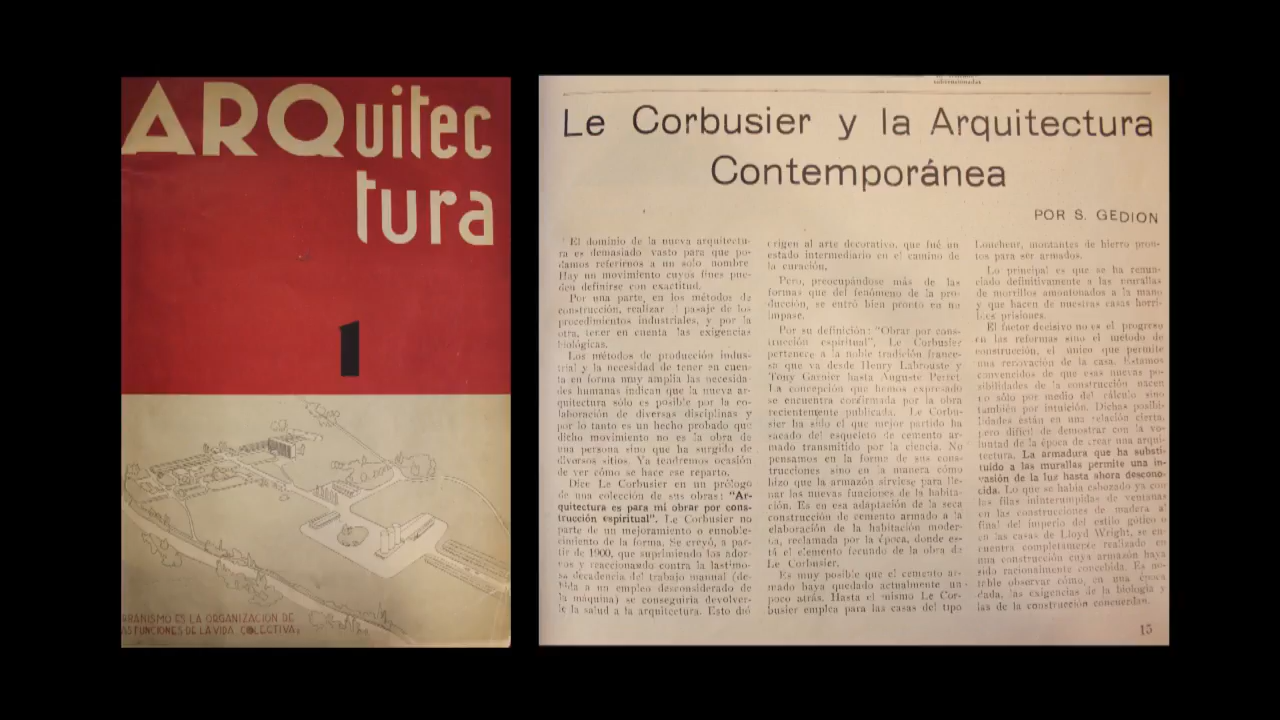 ARQuitec
tura
1
URBANISMO ES LA ORGANIZACIÓN DE
LAS FUNCIONES DE LA VIDA COLECTIVA,
Le Corbusier y la Arquitectura
Contemporánea
POR S. GEDION
El dominio de la nueva arquitectu-
ra es demasiado vasto para que po-
damos referirnos a un solo nombre
Hay un movimiento cuyos fines pue-
den definirse con exactitud.
Por una parte, en los métodos de
construcción, realizar el pasaje de los
procedimientos industriales, y por la
otra, tener en cuenta las exigencias
biológicas.
Los métodos de producción indus-
trial y la necesidad de tener en cuen-
ta en forma muy amplia las necesida-
des humanas indican que la nueva ar-
quitectura sólo es posible por la co-
laboración de diversas disciplinas y
por lo tanto es un hecho probado que
dicho movimiento no es la obra de
una persona sino que ha surgido de
diversos sitios. Ya tendremos ocasión
de ver cómo se hace ese reparto.
Dice Le Corbusier en un prólogo
de una colección de sus obras: "Ar-
quitectura es para mí obrar por cons-
trucción espiritual". Le Corbusier no
parte de un mejoramiento o ennoble-
cimiento de la forma. Se creyó, a par-
tir de 1900, que suprimiendo los ador-
nos y reaccionando contra la lastimo-
sa decadencia del trabajo manual (de-
bida a un empleo desconsiderado de
la máquina) se conseguiría devolver-
le la salud a la arquitectura. Esto dió
origen al arte decorativo, que fué un
estado intermediario en el camino de
la curación.
Pero, preocupándose más de las
formas que del fenómeno de la pro-
ducción, se entró bien pronto en un
impase.
Por su definición: "Obrar por cons-
trucción espiritual", Le Corbusier
pertenece a la noble tradición france-
sa que va desde Henry Labrouste y
Tony Garnier hasta Auguste Perret.
La concepción que hemos expresado
se encuentra confirmada por la obra
recientemente publicada. Le Corbu-
sier ha sido el que mejor partido ha
sacado del esqueleto de cemento ar-
mado transmitido por la ciencia. No
pensamos en la forma de sus cons-
trucciones sino en la manera cómo
hizo que la armazón sirviese para lle-
nar las nuevas funciones de la habita-
ción. Es en esa adaptación de la seca
construcción de cemento armado a la
elaboración de la habitación moder-
na, reclamada por la época, donde es-
tá el elemento fecundo de la obra de
Le Corbusier.
Es muy posible que el cemento ar-
mado haya quedado actualmente un
poco atrás. Hasta el mismo Le Cor-
busier emplea para las casas del tipo
Loucheur, montantes de hierro pron-
tos para ser armados.
Lo principal es que se ha renun-
ciado definitivamente a las murallas
de morrillos amontonados a la mano
y que hacen de nuestras casas horri-
bles prisiones.
El factor decisivo no es el progreso
en las reformas sino el método de
construcción, el único que permite
una renovación de la casa. Estamos
convencidos de que esas nuevas po-
sibilidades de la construcción nacen
no sólo por medio del cálculo sino
también por intuición. Dichas posibi-
lidades están en una relación cierta,
pero difícil de demostrar con la vo-
luntad de la época de crear una arqui-
tectura. La armadura que ha substi-
tuido a las murallas permite una in-
vasión de la luz hasta ahora descono-
cida. Lo que se había esbozado ya con
las filas ininterrumpidas de ventanas
en las construcciones de madera al
final del imperio del estilo gótico o
en las casas de Lloyd Wright, se en-
cuentra completamente realizado en
una construcción cuya armazón haya
sido racionalmente concebida. Es no-
table observar cómo, en una época
dada, las exigencias de la biología y
las de la construcción concuerdan.
15